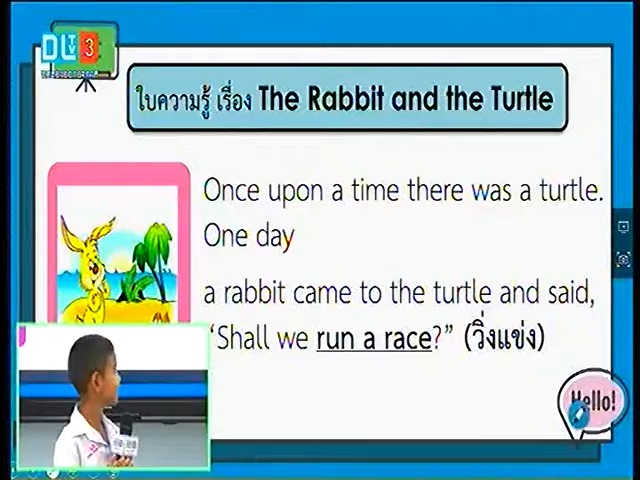 DLTV 3
ใบความรู้ เรื่อง The Rabbit and the Turtle
Once upon a time there was a turtle.
One day
a rabbit came to the turtle and said,
‘Shall we run a race?” (วิ่งแข่ง)
Hello!